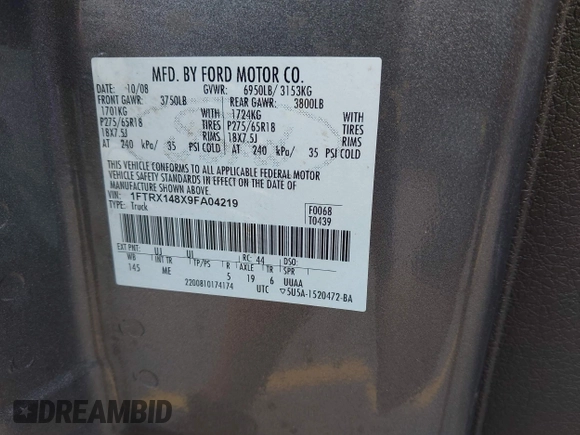 MFD. BY FORD MOTOR CO.
DATE: 10/08 GVWR: 6950LB/ 3153KG
FRONT GAWR: 3750LB REAR GAWR: 3800LB
1701KG WITH 1724KG WITH
P275/65R18 TIRES P275/65R18 TIRES
18X7.5J RIMS 18X7.5J RIMS
AT 240 kPa/ 35 PSI COLD AT 240 kPa/ 35 PSI COLD
THIS VEHICLE CONFORMS TO ALL APPLICABLE FEDERAL MOTOR
VEHICLE SAFETY STANDARDS IN EFFECT ON THE DATE OF
MANUFACTURE SHOWN ABOVE.
VIN: 1FTRX148X9FA04219
TYPE: Truck
F0068
T0439
EXT PNT: UJ UJ RC: 44 DSO:
WB TP/PS R AXLE TR SPR
145 ME 5 19 6 UUAA
2200810174174 UTC ▽5U5A-1520472-BA
DREAMBID